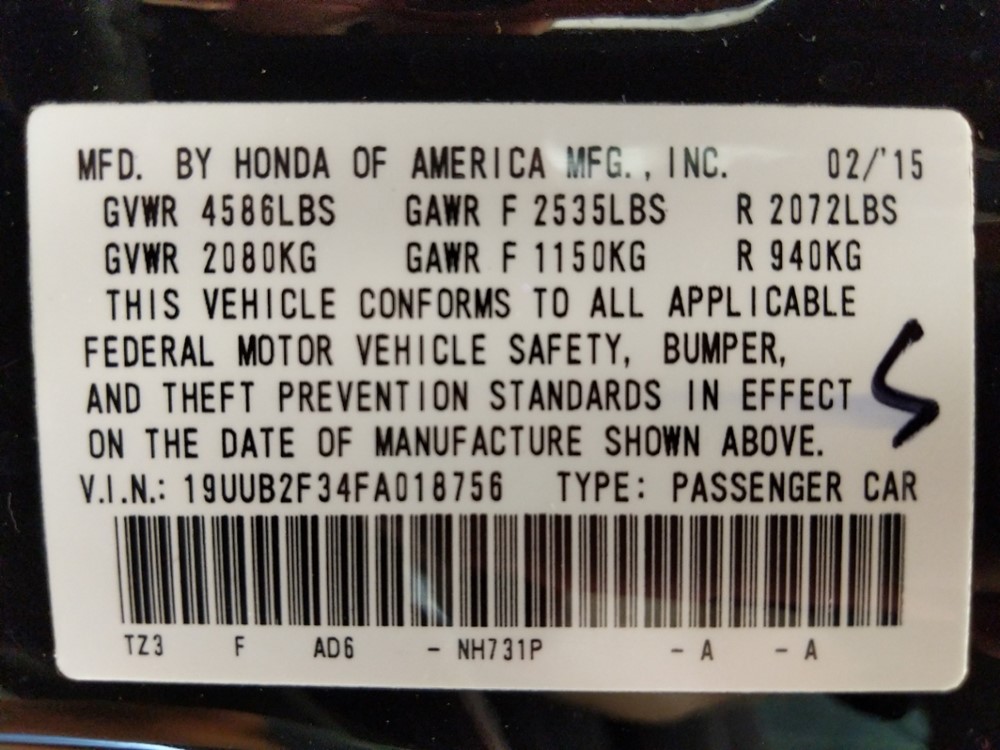 MFD. BY HONDA OF AMERICA MFG., INC. 02/'15
GVWR 4586LBS GAWR F 2535LBS R 2072LBS
GVWR 2080KG GAWR F 1150KG R 940KG
THIS VEHICLE CONFORMS TO ALL APPLICABLE
FEDERAL MOTOR VEHICLE SAFETY, BUMPER,
AND THEFT PREVENTION STANDARDS IN EFFECT
ON THE DATE OF MANUFACTURE SHOWN ABOVE.
V.I.N.: 19UUB2F34FA018756 TYPE: PASSENGER CAR
TZ3 F AD6 - NH731P - A - A